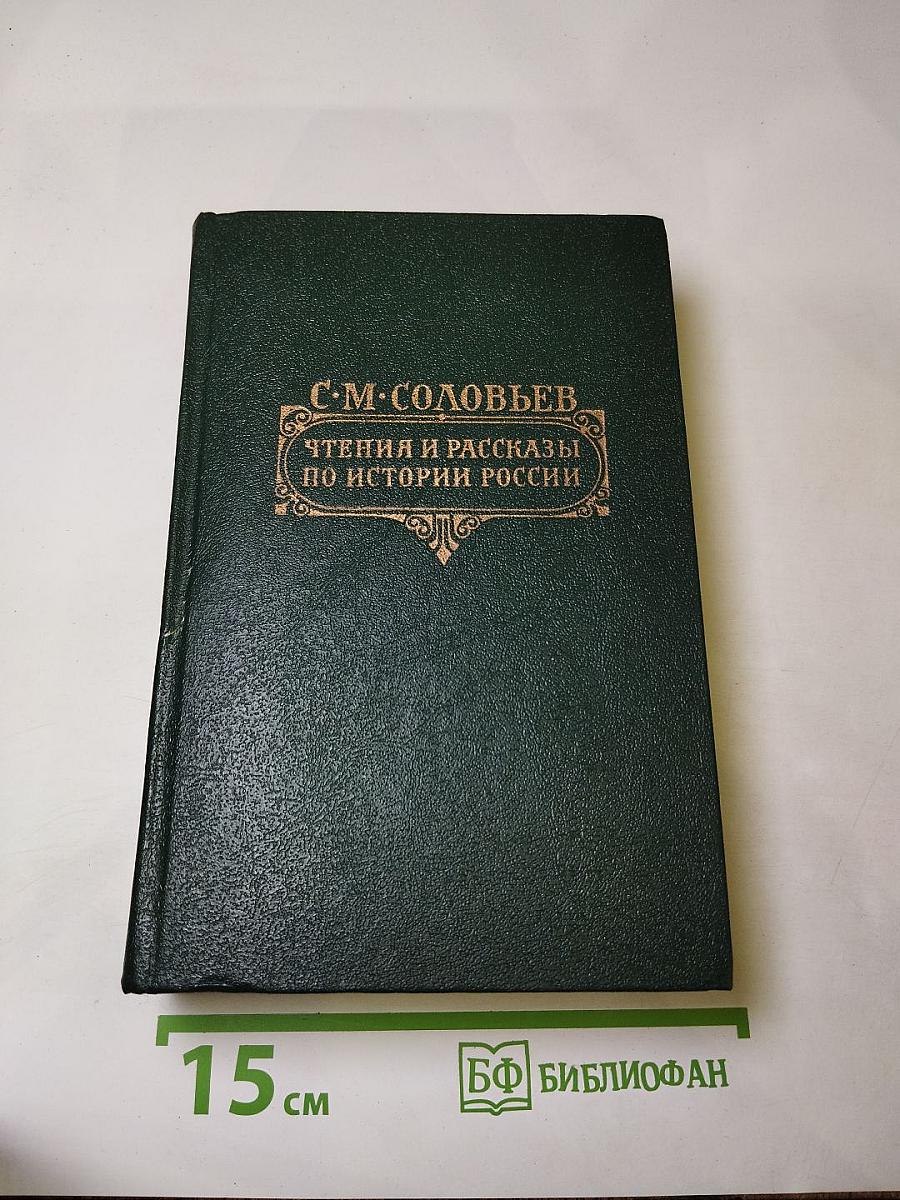 С·М·СОЛОВЬЕВ
ЧТЕНИЯ И РАССКАЗЫ
ПО ИСТОРИИ РОССИИ
15 см
БФ БИБЛИОФАН